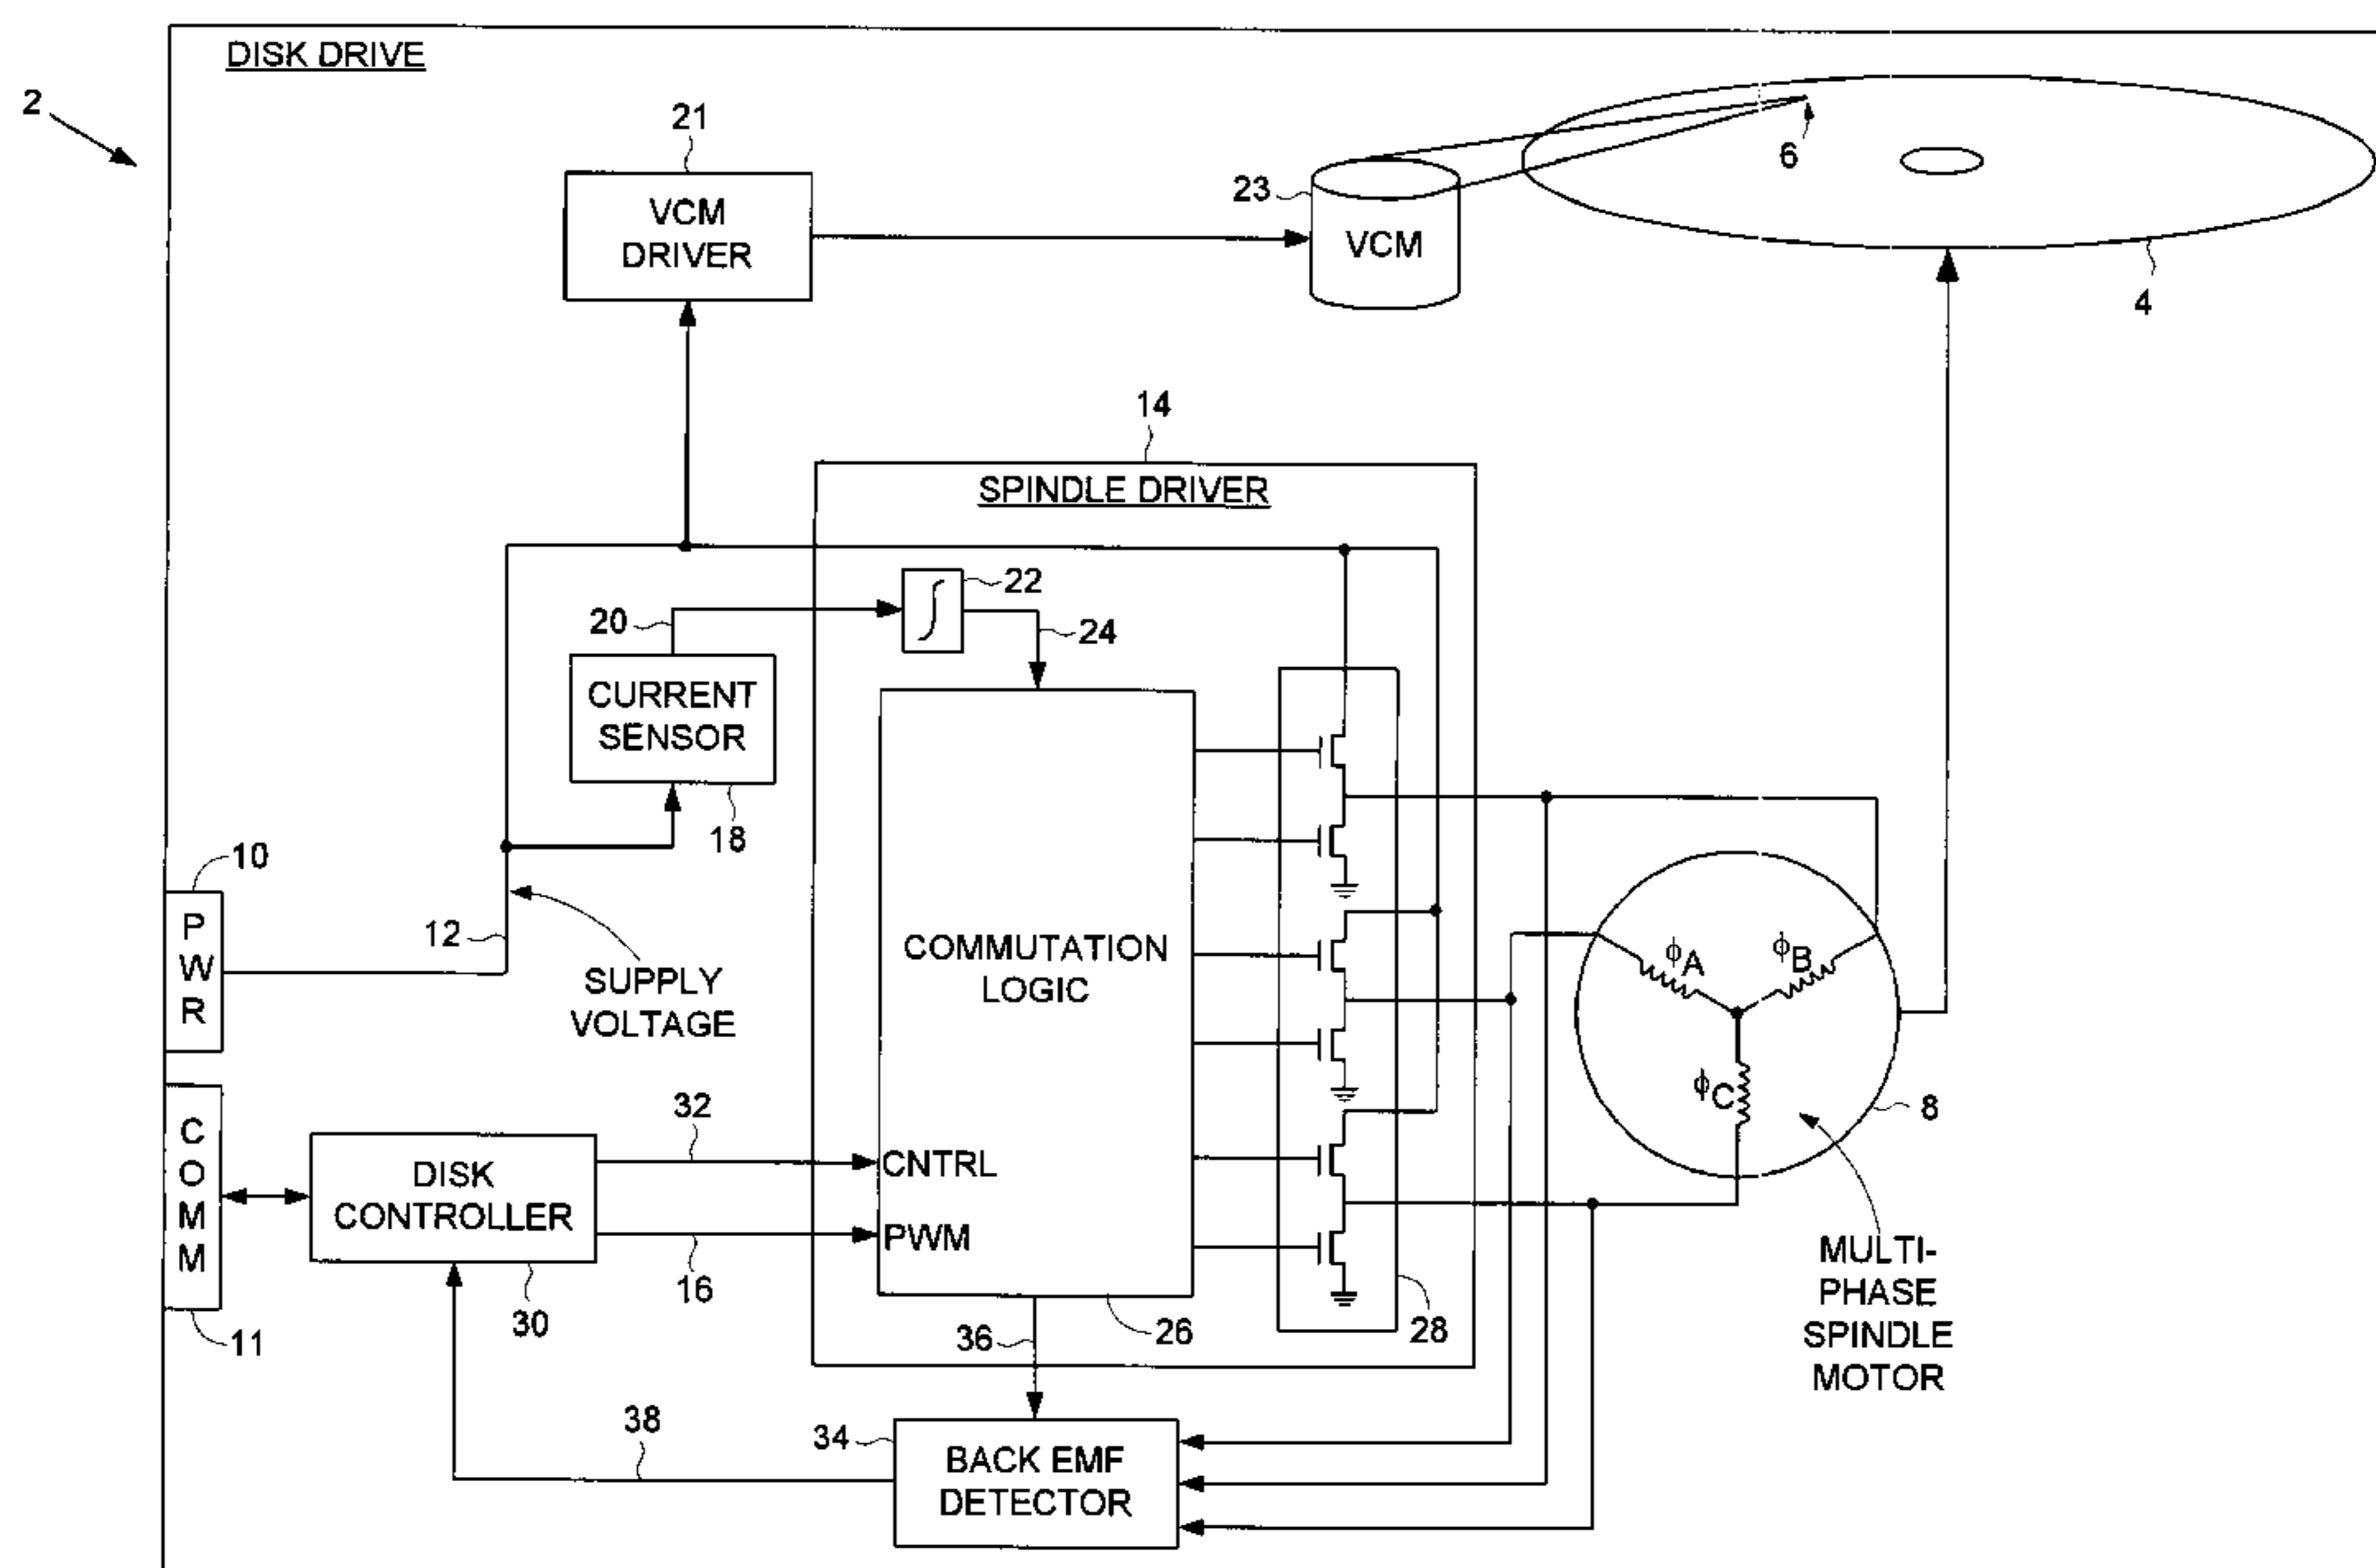 DISK DRIVE
2
21
VCM
DRIVER
23
VCM
6
4
14
SPINDLE DRIVER
22
20
24
CURRENT
SENSOR
18
10
PWR
12
SUPPLY
VOLTAGE
COMMUTATION
LOGIC
ϕA
ϕB
ϕC
8
COMM
11
DISK
CONTROLLER
30
32
CNTRL
16
PWM
26
28
MULTI-
PHASE
SPINDLE
MOTOR
36
38
34
BACK EMF
DETECTOR